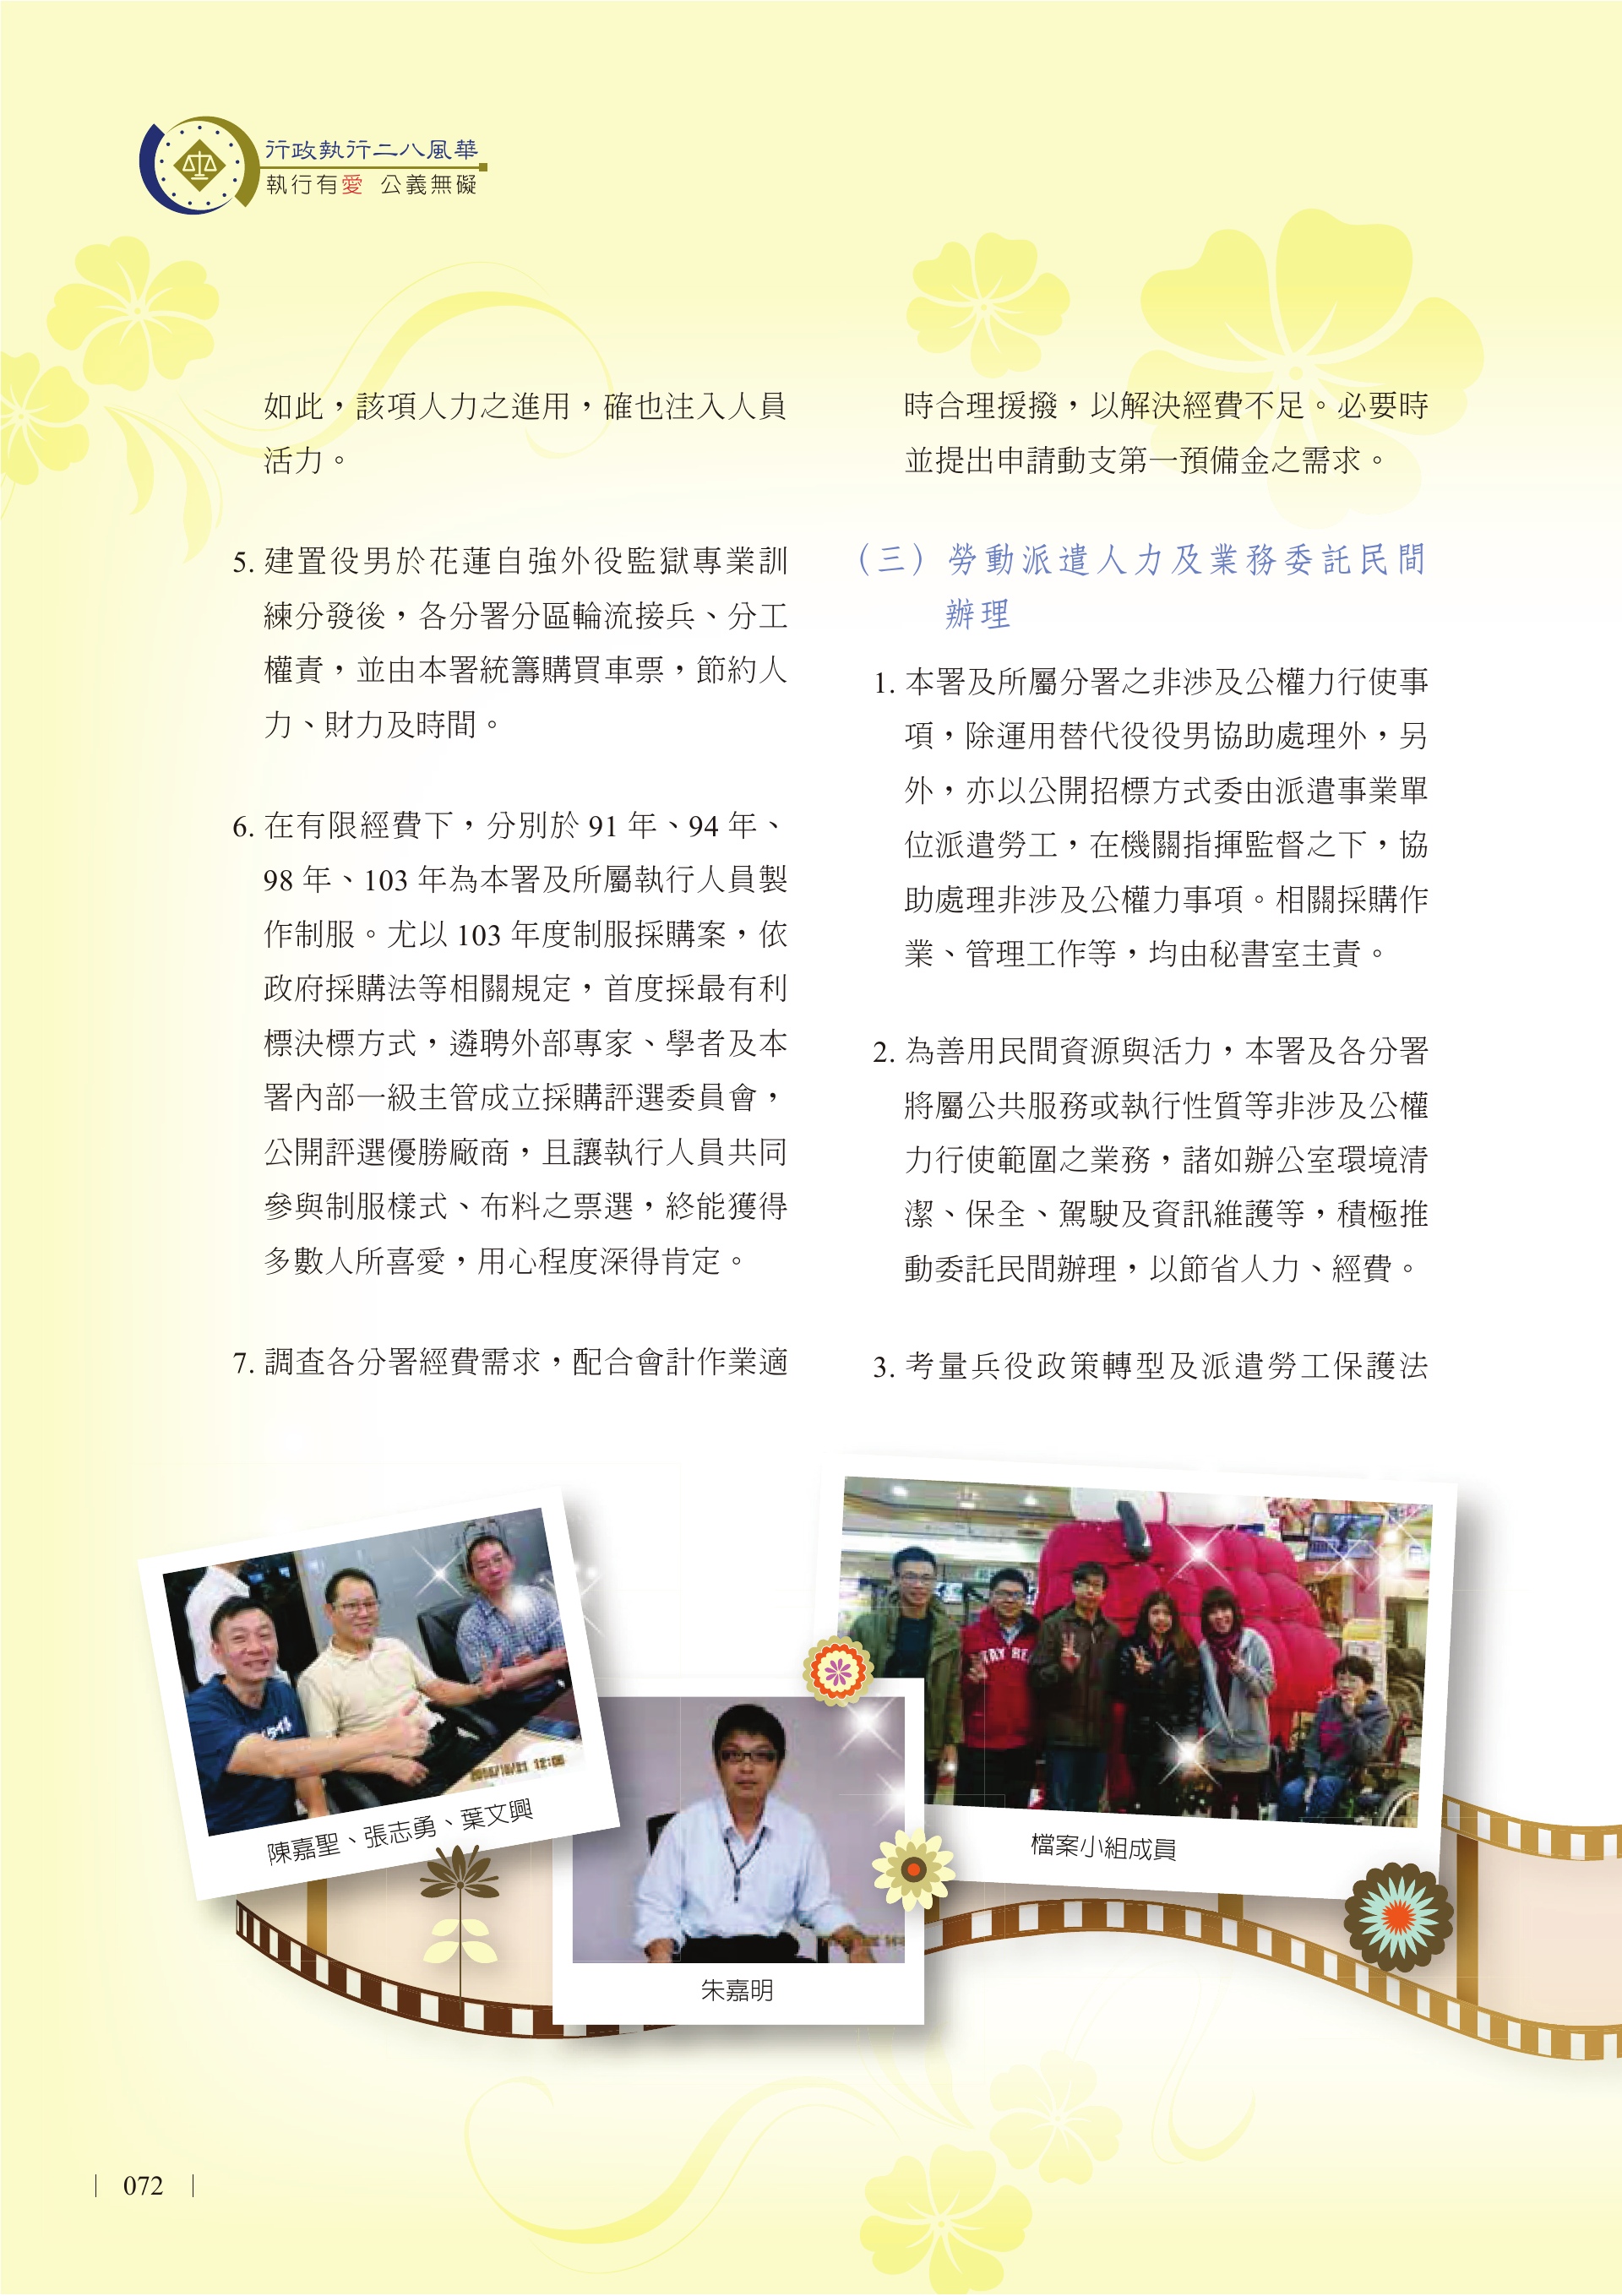 行政執行二八風華
執行有愛 公義無礙
如此，該項人力之進用，確也注入人員
活力。
5. 建置役男於花蓮自強外役監獄專業訓
練分發後，各分署分區輪流接兵、分工
權責，並由本署統籌購買車票，節約人
力、財力及時間。
6. 在有限經費下，分別於 91 年、94 年、
98 年、103 年為本署及所屬執行人員製
作制服。尤以 103 年度制服採購案，依
政府採購法等相關規定，首度採最有利
標決標方式，遴聘外部專家、學者及本
署內部一級主管成立採購評選委員會，
公開評選優勝廠商，且讓執行人員共同
參與制服樣式、布料之票選，終能獲得
多數人所喜愛，用心程度深得肯定。
7. 調查各分署經費需求，配合會計作業適
時合理援撥，以解決經費不足。必要時
並提出申請動支第一預備金之需求。
（三）勞動派遣人力及業務委託民間
辦理
1. 本署及所屬分署之非涉及公權力行使事
項，除運用替代役役男協助處理外，另
外，亦以公開招標方式委由派遣事業單
位派遣勞工，在機關指揮監督之下，協
助處理非涉及公權力事項。相關採購作
業、管理工作等，均由秘書室主責。
2. 為善用民間資源與活力，本署及各分署
將屬公共服務或執行性質等非涉及公權
力行使範圍之業務，諸如辦公室環境清
潔、保全、駕駛及資訊維護等，積極推
動委託民間辦理，以節省人力、經費。
3. 考量兵役政策轉型及派遣勞工保護法
陳嘉聖、張志勇、葉文興
朱嘉明
檔案小組成員
072